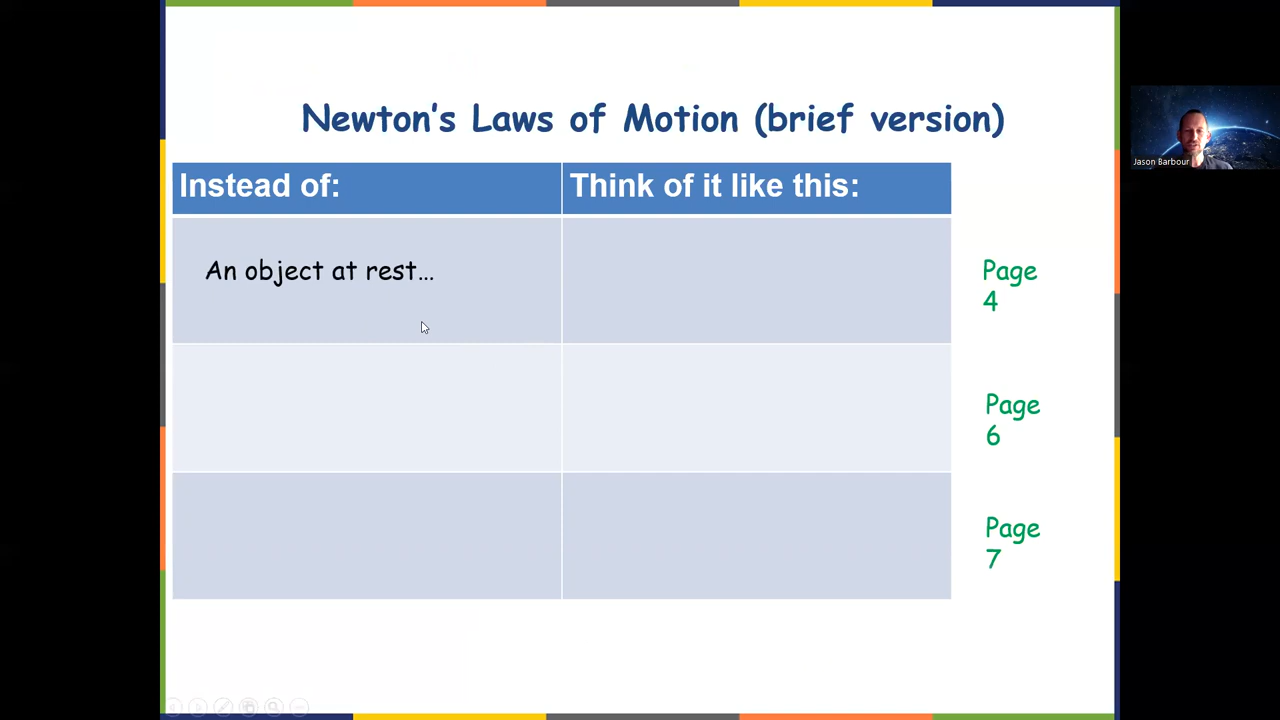 Newton's Laws of Motion (brief version)
Instead of:
Think of it like this:
An object at rest...
Page
4
Page
6
Page
7
Jason Barbour